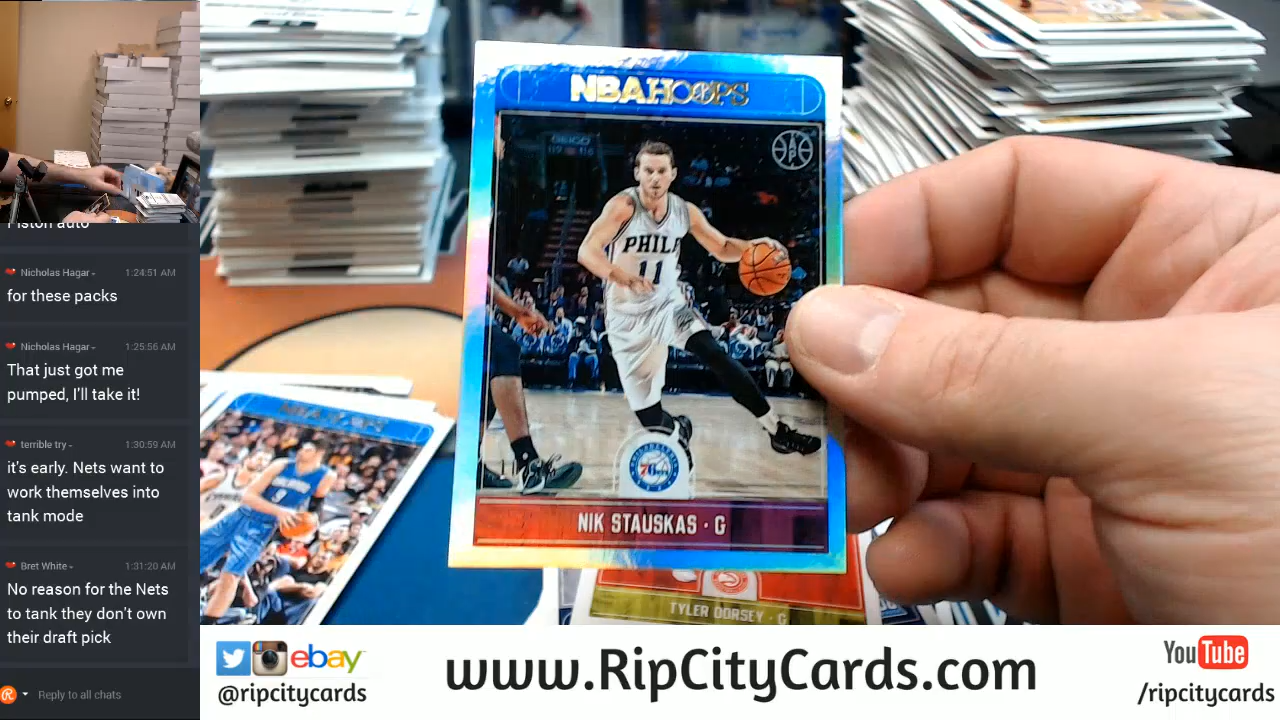 Piston auto
Nicholas Hagar
1:24:51 AM
for these packs
Nicholas Hagar
1:25:56 AM
That just got me
pumped, I'll take it!
terrible try
1:30:59 AM
it's early. Nets want to
work themselves into
tank mode
Bret White
1:31:20 AM
No reason for the Nets
to tank they don't own
their draft pick
Reply to all chats
NBA HOOPS
PHILA
11
76ERS
NIK STAUSKAS · G
NBA HOOPS
9
TYLER DORSEY · G
ebay
@ripcitycards
www.RipCityCards.com
YouTube
/ripcitycards